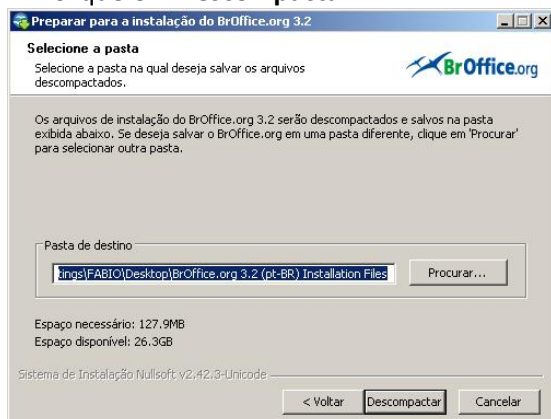 Preparar para a instalação do BrOffice.org 3.2
Selecione a pasta
Selecione a pasta na qual deseja salvar os arquivos
descompactados.
BrOffice.org
Os arquivos de instalação do BrOffice.org 3.2 serão descompactados e salvos na pasta
exibida abaixo. Se deseja salvar o BrOffice.org em uma pasta diferente, clique em 'Procurar'
para selecionar outra pasta.
Pasta de destino
tings\FABIO\Desktop\BrOffice.org 3.2 (pt-BR) Installation Files
Procurar...
Espaço necessário: 127.9MB
Espaço disponível: 26.3GB
Sistema de Instalação Nullsoft v2.42.3-Unicode
< Voltar
Descompactar
Cancelar